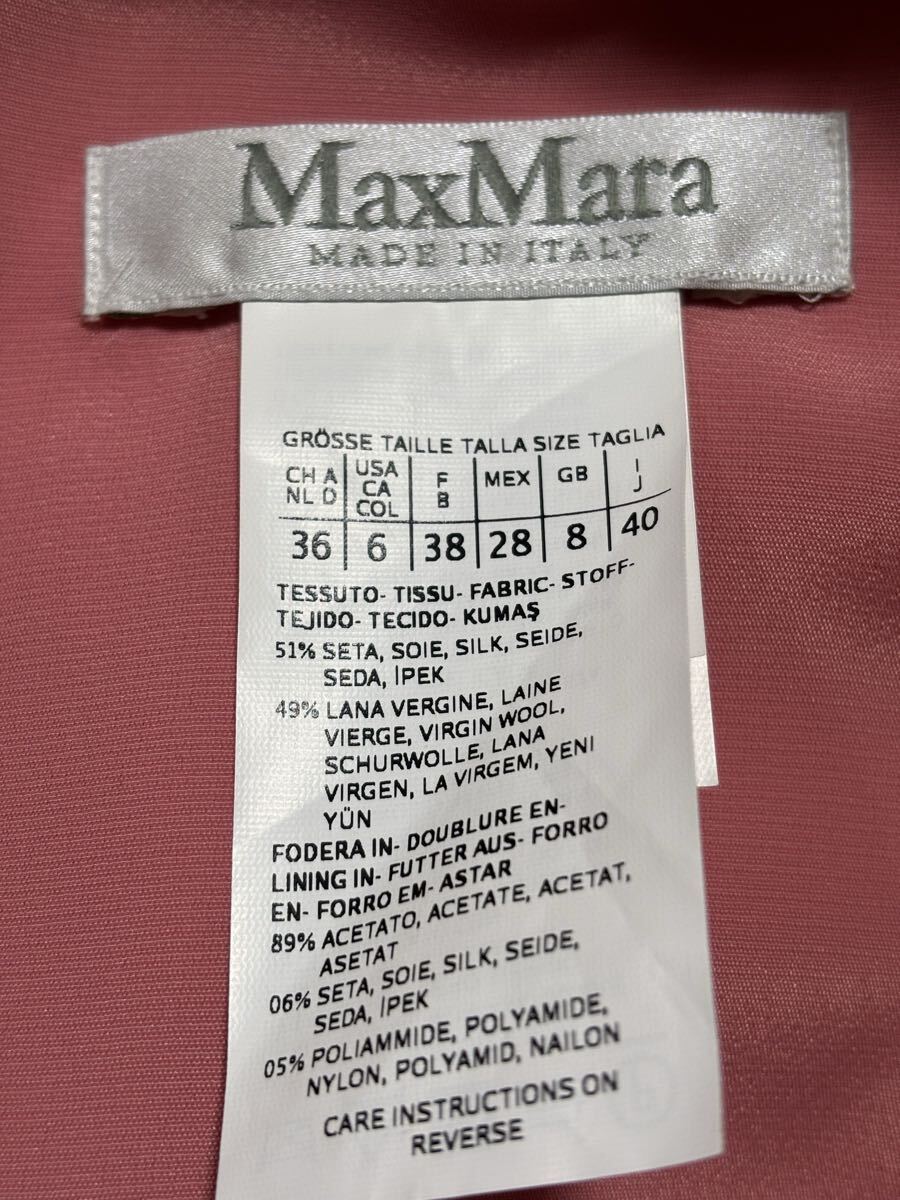 MaxMara
MADE IN ITALY
GRÖSSE TAILLE TALLA SIZE TAGLIA
CH A USA F MEX GB I
NL D CA B J
COL
36 6 38 28 8 40
TESSUTO- TISSU- FABRIC- STOFF-
TEJIDO- TECIDO- KUMAŞ
51% SETA, SOIE, SILK, SEIDE,
SEDA, İPEK
49% LANA VERGINE, LAINE
VIERGE, VIRGIN WOOL,
SCHURWOLLE, LANA
VIRGEN, LA VIRGEM, YENI
YÜN
FODERA IN- DOUBLURE EN-
LINING IN- FUTTER AUS- FORRO
EN- FORRO EM- ASTAR
89% ACETATO, ACETATE, ACETAT,
ASETAT
06% SETA, SOIE, SILK, SEIDE,
SEDA, İPEK
05% POLIAMMIDE, POLYAMIDE,
NYLON, POLYAMID, NAILON
CARE INSTRUCTIONS ON
REVERSE